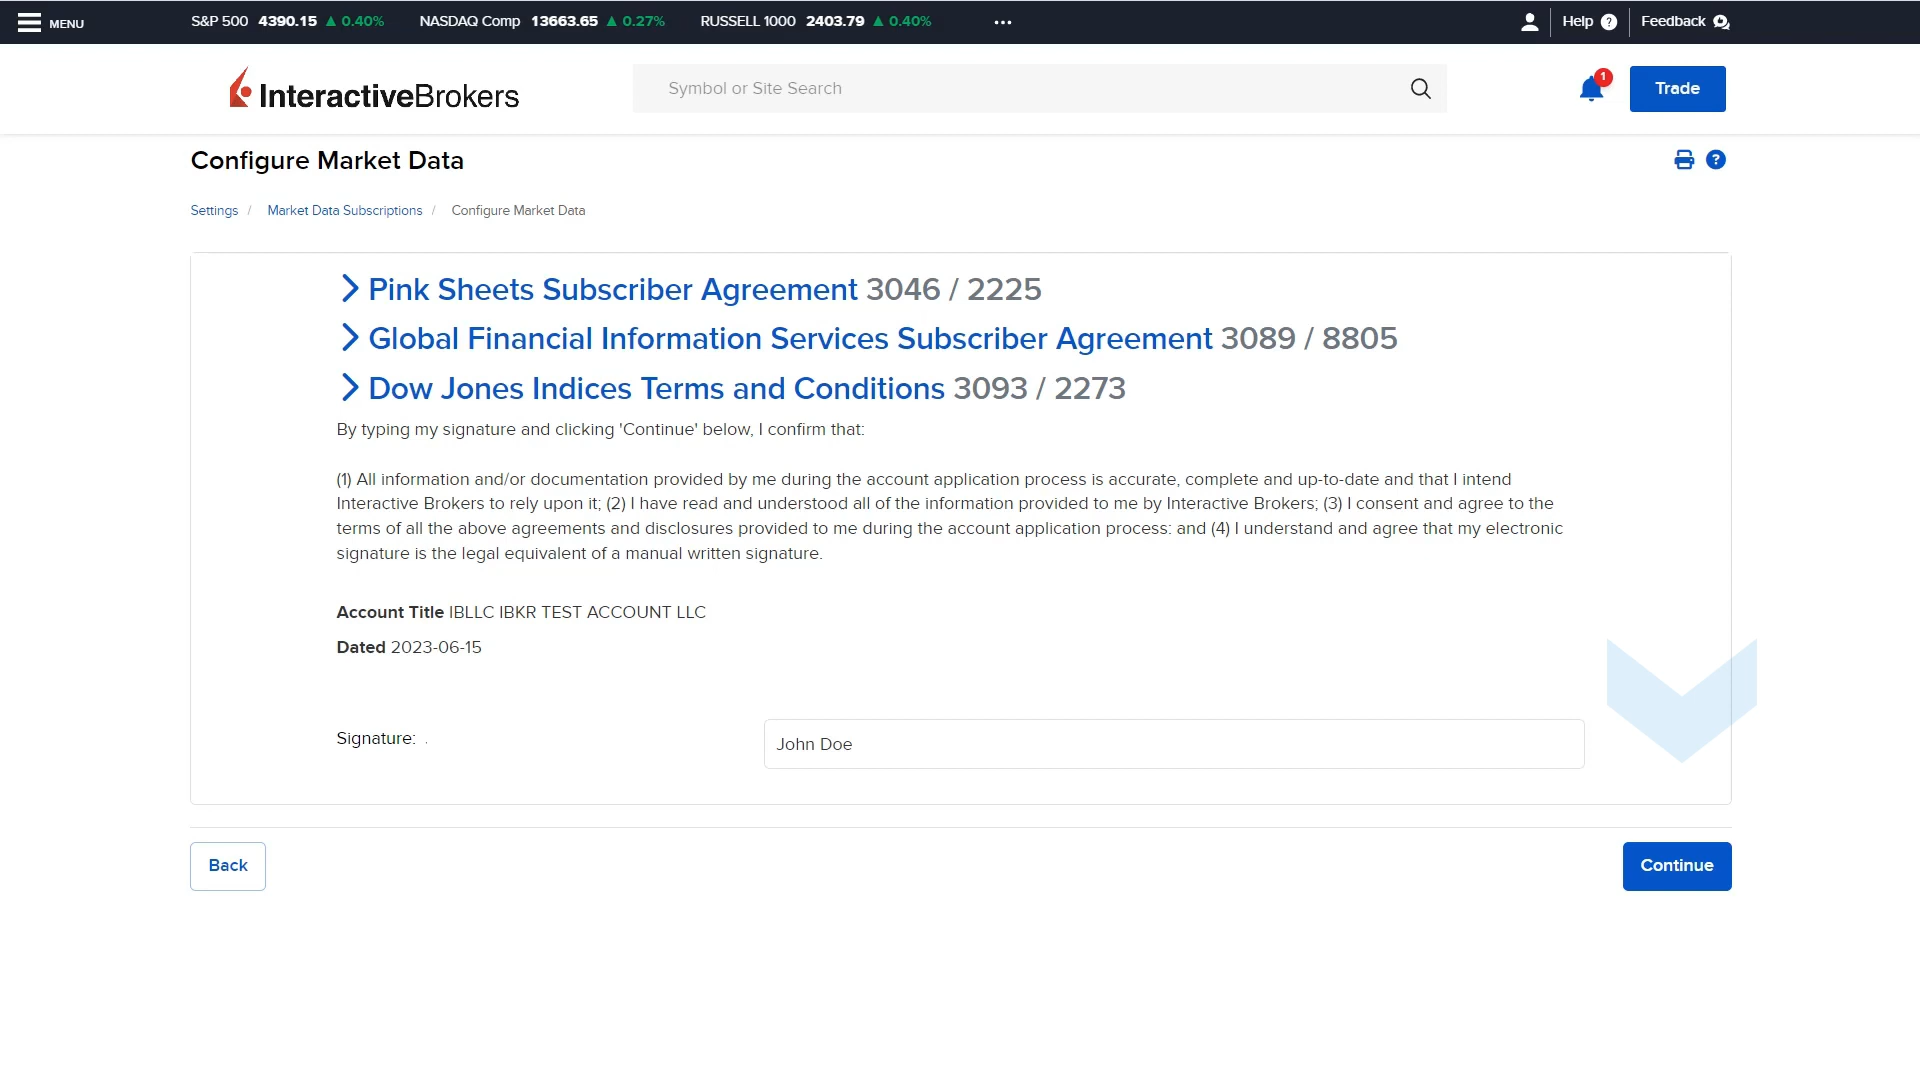 MENU
S&P 500 4390.15 ▲ 0.40% NASDAQ Comp 13663.65 ▲ 0.27% RUSSELL 1000 2403.79 ▲ 0.40% ...
Help ? Feedback
InteractiveBrokers
Symbol or Site Search
1
Trade
Configure Market Data
?
Settings / Market Data Subscriptions / Configure Market Data
Pink Sheets Subscriber Agreement 3046 / 2225
Global Financial Information Services Subscriber Agreement 3089 / 8805
Dow Jones Indices Terms and Conditions 3093 / 2273
By typing my signature and clicking 'Continue' below, I confirm that:
(1) All information and/or documentation provided by me during the account application process is accurate, complete and up-to-date and that I intend
Interactive Brokers to rely upon it; (2) I have read and understood all of the information provided to me by Interactive Brokers; (3) I consent and agree to the
terms of all the above agreements and disclosures provided to me during the account application process: and (4) I understand and agree that my electronic
signature is the legal equivalent of a manual written signature.
Account Title IBLLC IBKR TEST ACCOUNT LLC
Dated 2023-06-15
Signature: .
John Doe
Back
Continue